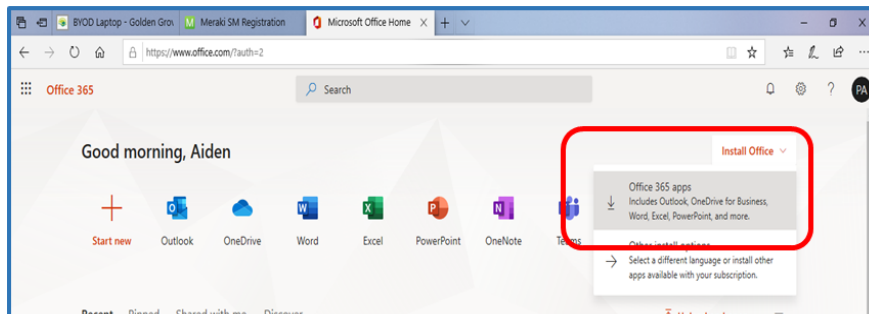 BYOD Laptop - Golden Grov
Meraki SM Registration
Microsoft Office Home
https://www.office.com/?auth=2
Office 365
Search
PA
Good morning, Aiden
Install Office
Office 365 apps
Includes Outlook, OneDrive for Business,
Word, Excel, PowerPoint, and more.
Start new Outlook OneDrive Word Excel PowerPoint OneNote Teams
Other install options
Select a different language or install other
apps available with your subscription.
Recent Pinned Shared with me Discover